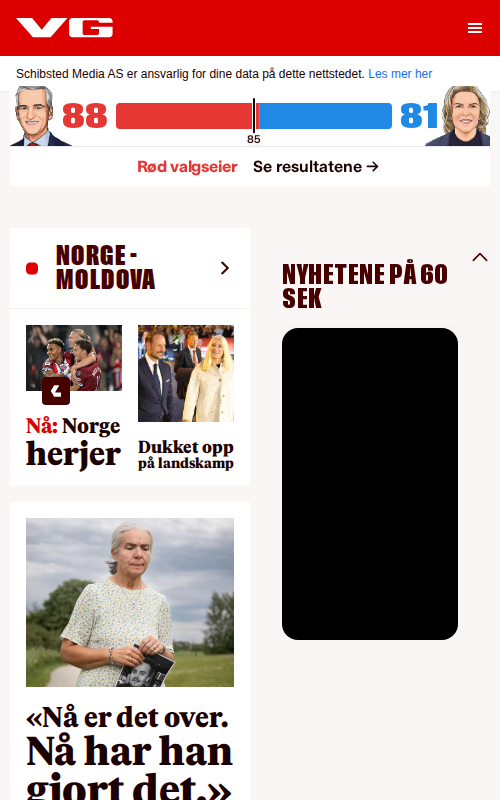 VG
Schibsted Media AS er ansvarlig for dine data på dette nettstedet. Les mer her
88
81
85
Rød valgseier
Se resultatene →
NORGE -
MOLDOVA
Nå: Norge
herjer
Dukket opp
på landskamp
«Nå er det over.
Nå har han
gjort det.»
NYHETENE PÅ 60
SEK